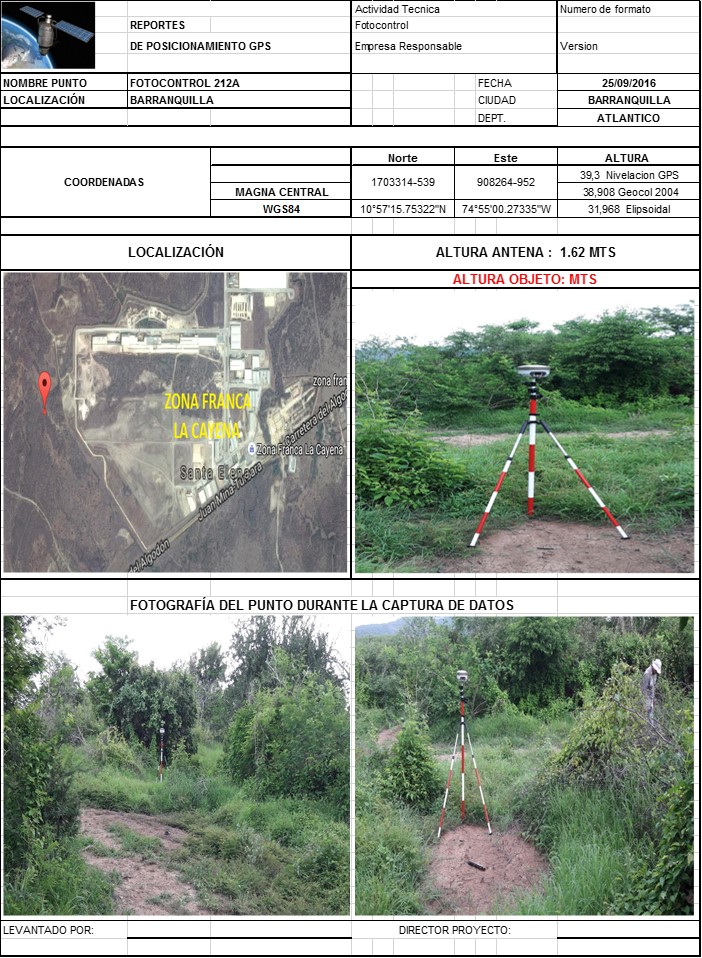 Actividad Tecnica
Numero de formato
REPORTES
Fotocontrol
DE POSICIONAMIENTO GPS
Empresa Responsable
Version
NOMBRE PUNTO
FOTOCONTROL 212A
FECHA
25/09/2016
LOCALIZACIÓN
BARRANQUILLA
CIUDAD
BARRANQUILLA
DEPT.
ATLANTICO
COORDENADAS
Norte
Este
ALTURA
1703314-539
908264-952
39,3 Nivelacion GPS
MAGNA CENTRAL
38,908 Geocol 2004
WGS84
10°57'15.75322"N
74°55'00.27335"W
31,968 Elipsoidal
LOCALIZACIÓN
ALTURA ANTENA : 1.62 MTS
ALTURA OBJETO: MTS
zona fran
ZONA FRANCA
LA CAYENA
Carretera del Algod
Zona Franca La Cayena
Santa Elena
Juan Mina-Tubara
del Algodón
FOTOGRAFÍA DEL PUNTO DURANTE LA CAPTURA DE DATOS
LEVANTADO POR:
DIRECTOR PROYECTO: